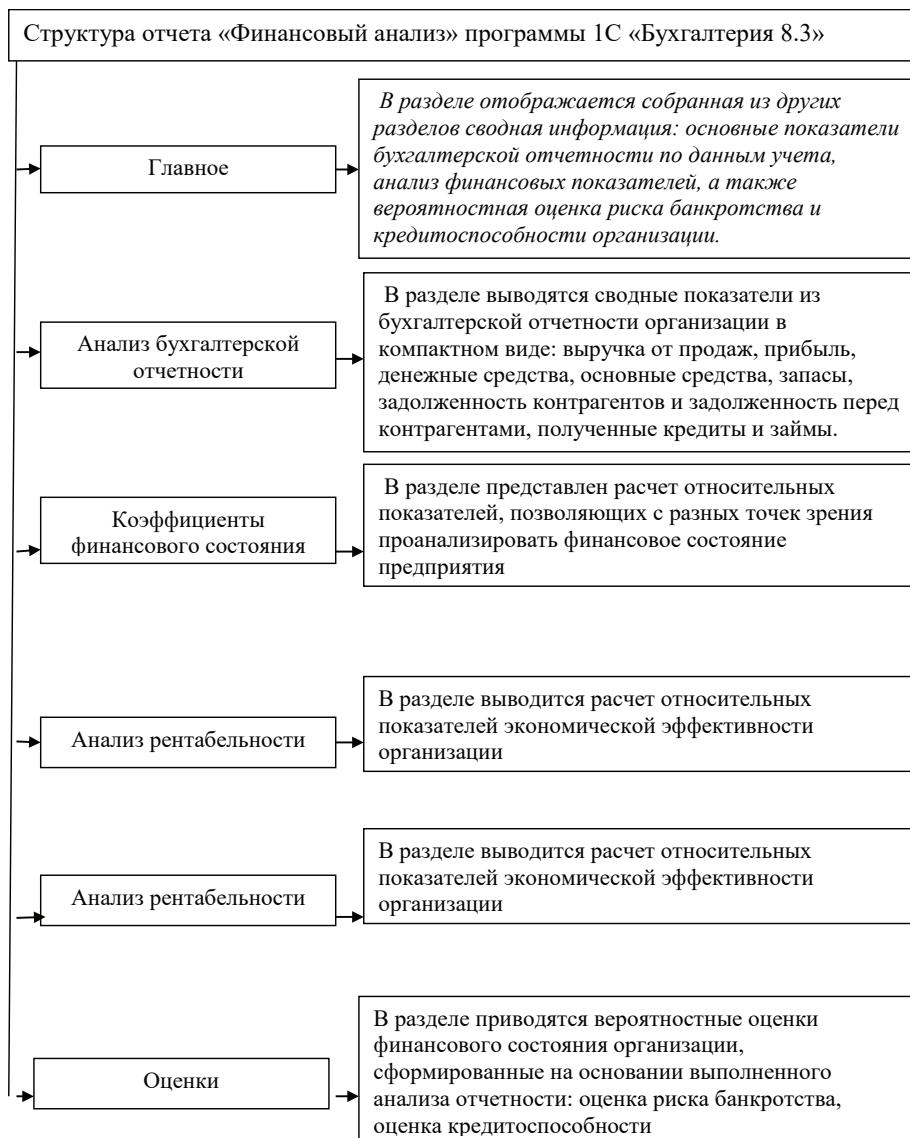 Структура отчета «Финансовый анализ» программы 1С «Бухгалтерия 8.3»
Главное
В разделе отображается собранная из других
разделов сводная информация: основные показатели
бухгалтерской отчетности по данным учета,
анализ финансовых показателей, а также
вероятностная оценка риска банкротства и
кредитоспособности организации.
Анализ бухгалтерской
отчетности
В разделе выводятся сводные показатели из
бухгалтерской отчетности организации в
компактном виде: выручка от продаж, прибыль,
денежные средства, основные средства, запасы,
задолженность контрагентов и задолженность перед
контрагентами, полученные кредиты и займы.
Коэффициенты
финансового состояния
В разделе представлен расчет относительных
показателей, позволяющих с разных точек зрения
проанализировать финансовое состояние
предприятия
Анализ рентабельности
В разделе выводится расчет относительных
показателей экономической эффективности
организации
Анализ рентабельности
В разделе выводится расчет относительных
показателей экономической эффективности
организации
Оценки
В разделе приводятся вероятностные оценки
финансового состояния организации,
сформированные на основании выполненного
анализа отчетности: оценка риска банкротства,
оценка кредитоспособности